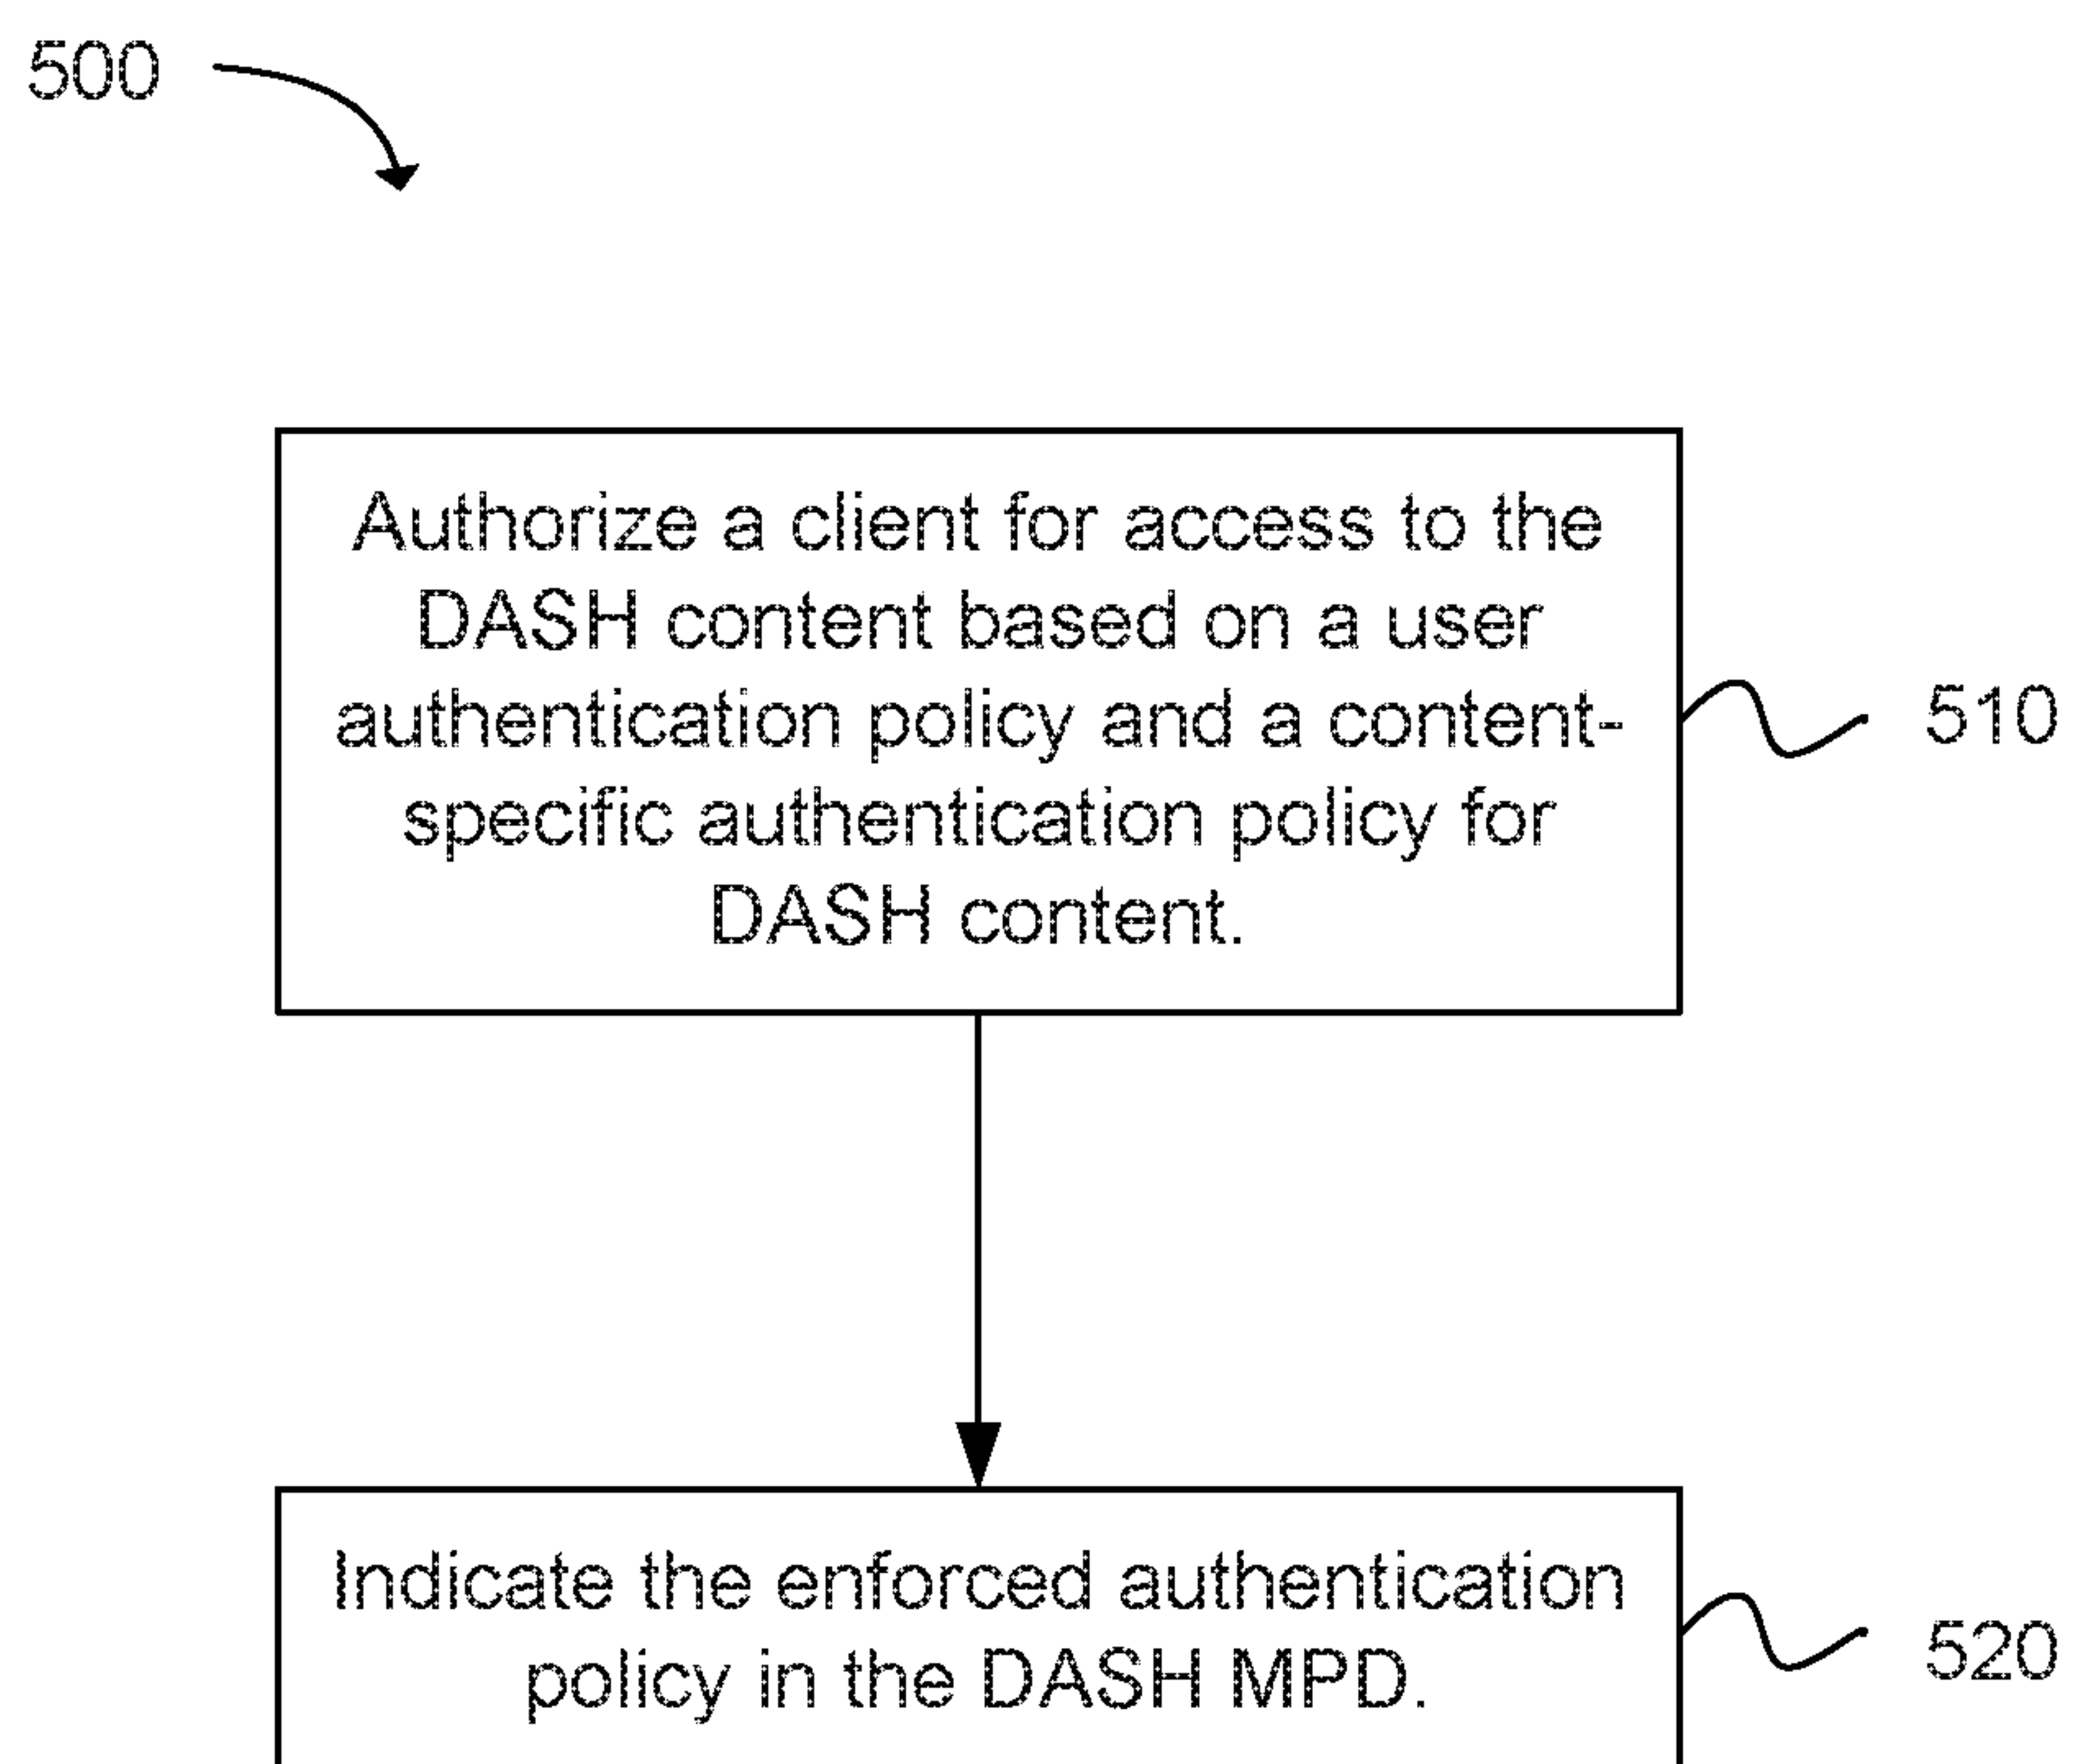 500
Authorize a client for access to the
DASH content based on a user
authentication policy and a content-
specific authentication policy for
DASH content.
510
Indicate the enforced authentication
policy in the DASH MPD.
520